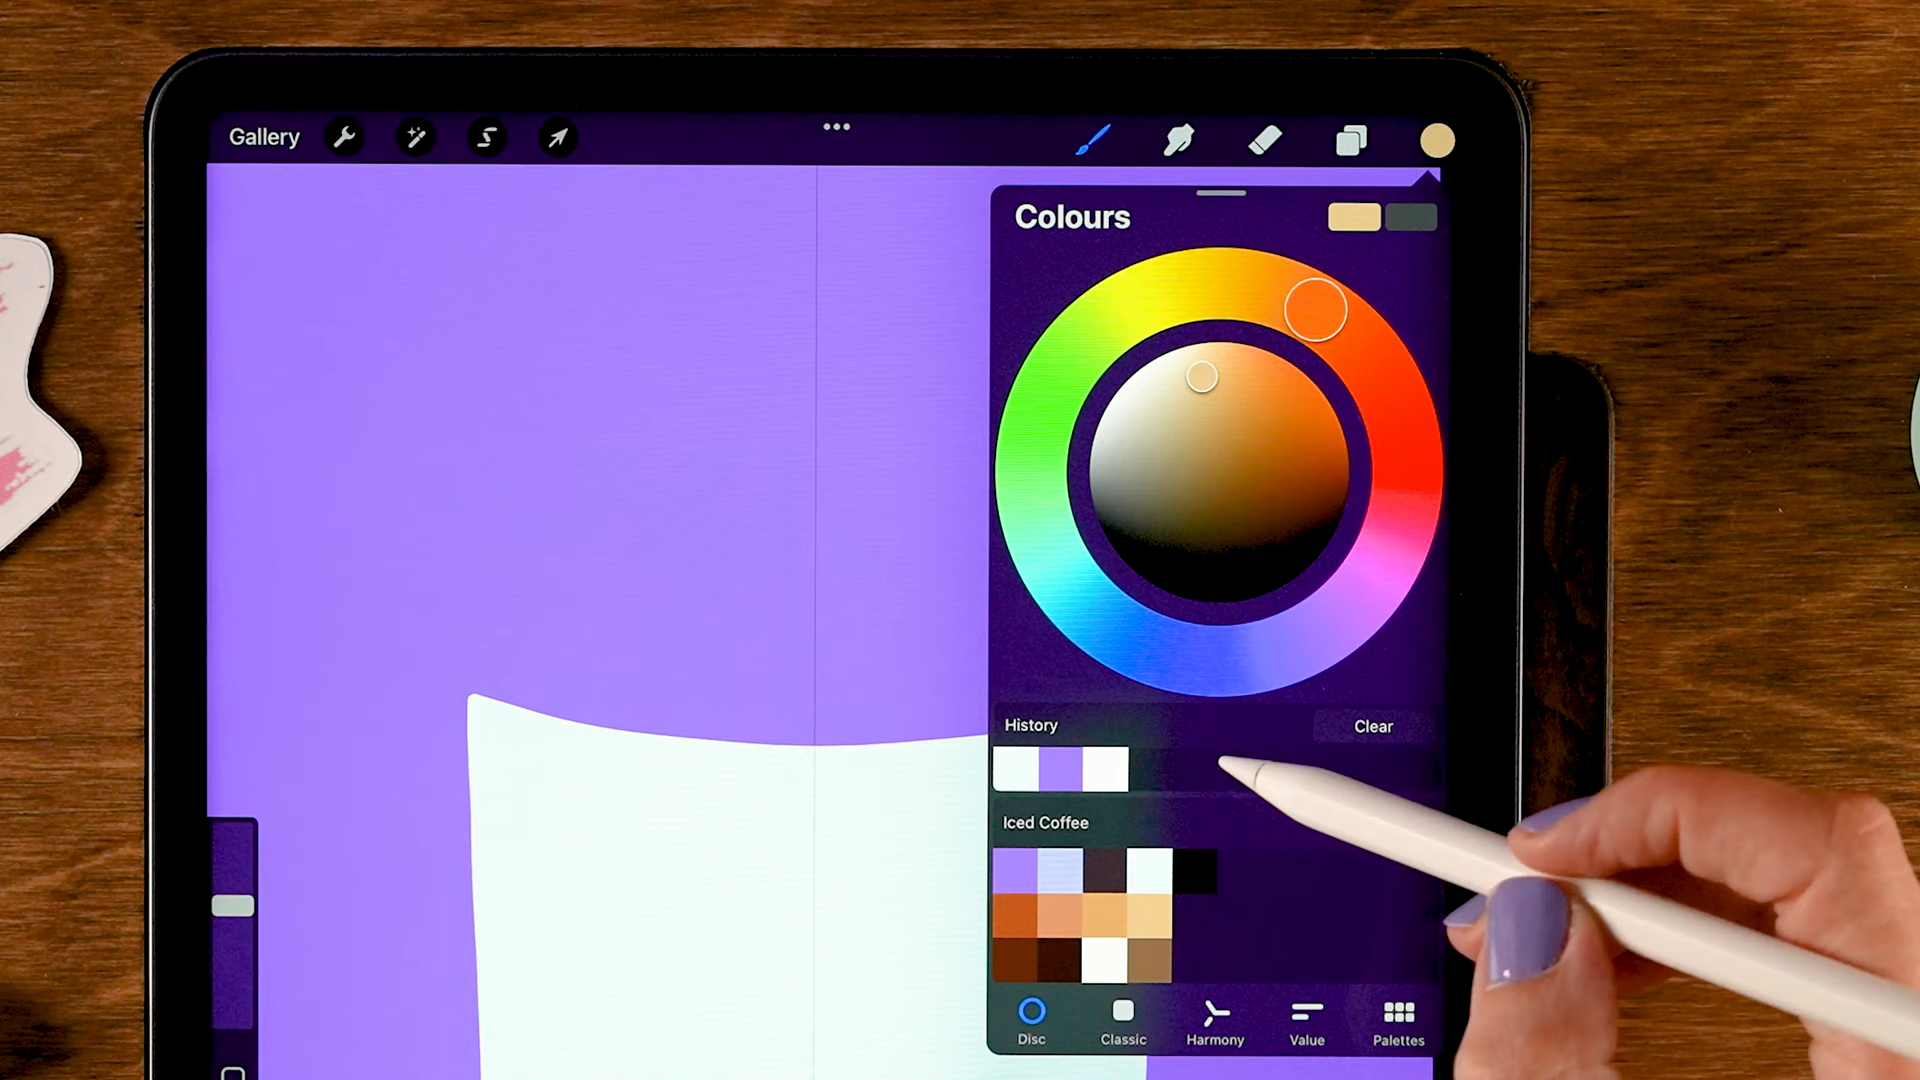 Gallery
Colours
History
Clear
Iced Coffee
Disc
Classic
Harmony
Value
Palettes